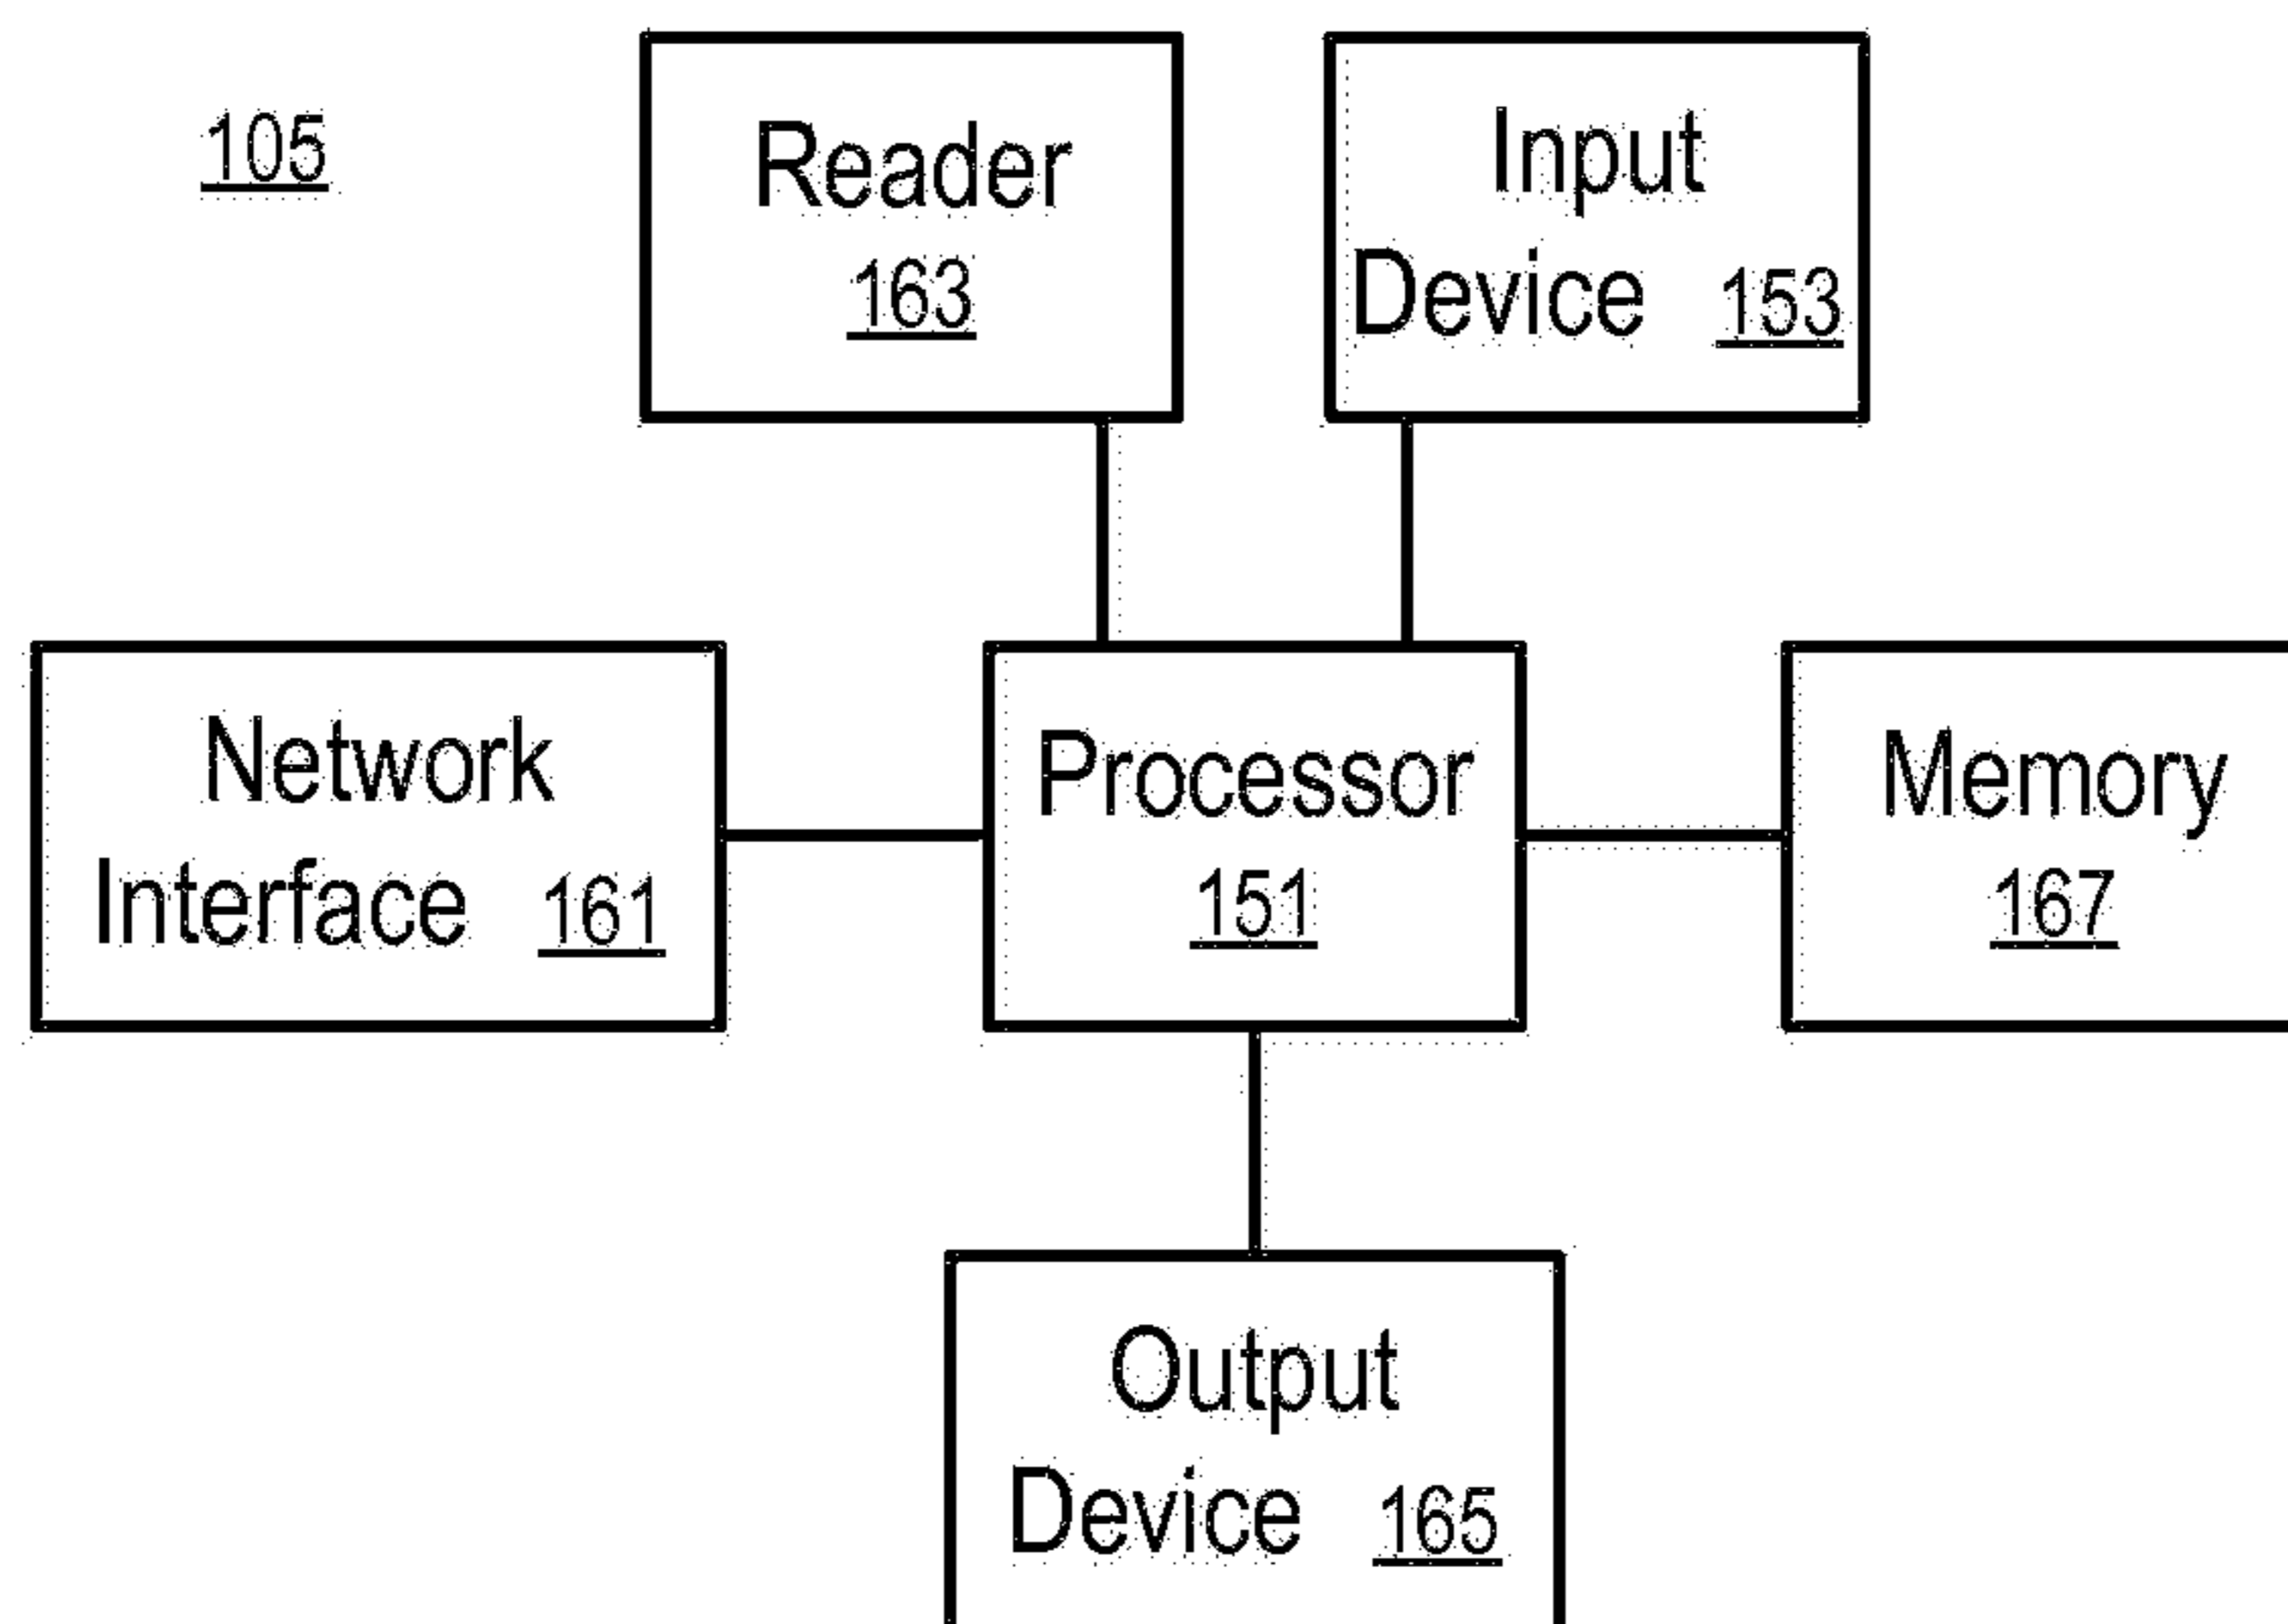 105
Reader
163
Input
Device 153
Network
Interface 161
Processor
151
Memory
167
Output
Device 165